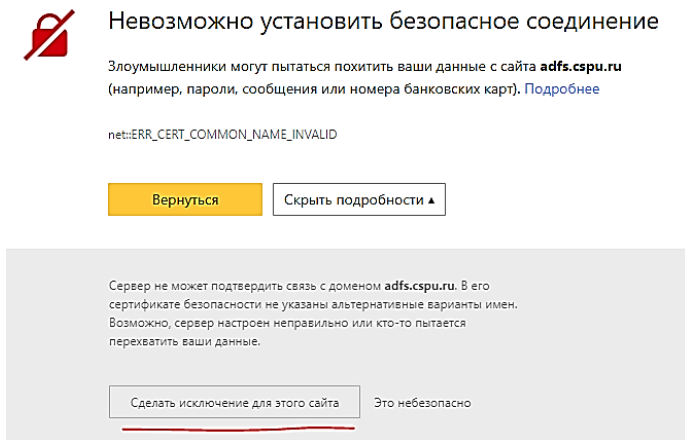 Невозможно установить безопасное соединение
Злоумышленники могут пытаться похитить ваши данные с сайта adfs.cspu.ru
(например, пароли, сообщения или номера банковских карт). Подробнее
net::ERR_CERT_COMMON_NAME_INVALID
Вернуться Скрыть подробности ▴
Сервер не может подтвердить связь с доменом adfs.cspu.ru. В его
сертификате безопасности не указаны альтернативные варианты имен.
Возможно, сервер настроен неправильно или кто-то пытается
перехватить ваши данные.
Сделать исключение для этого сайта Это небезопасно